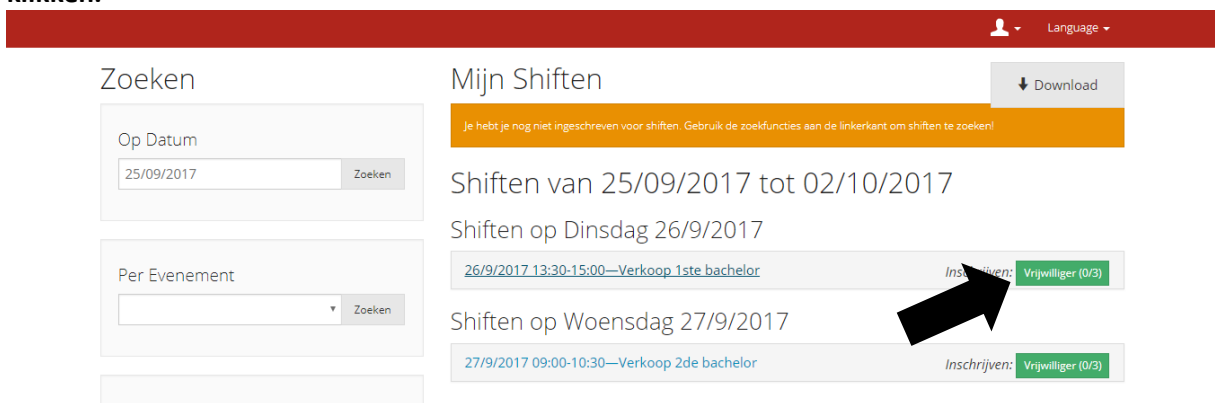 klikken.
Language
Zoeken
Op Datum
25/09/2017 Zoeken
Per Evenement
Zoeken
Mijn Shiften
Download
Je hebt je nog niet ingeschreven voor shiften. Gebruik de zoekfuncties aan de linkerkant om shiften te zoeken!
Shiften van 25/09/2017 tot 02/10/2017
Shiften op Dinsdag 26/9/2017
26/9/2017 13:30-15:00—Verkoop 1ste bachelor Inschrijven: Vrijwilliger (0/3)
Shiften op Woensdag 27/9/2017
27/9/2017 09:00-10:30—Verkoop 2de bachelor Inschrijven: Vrijwilliger (0/3)